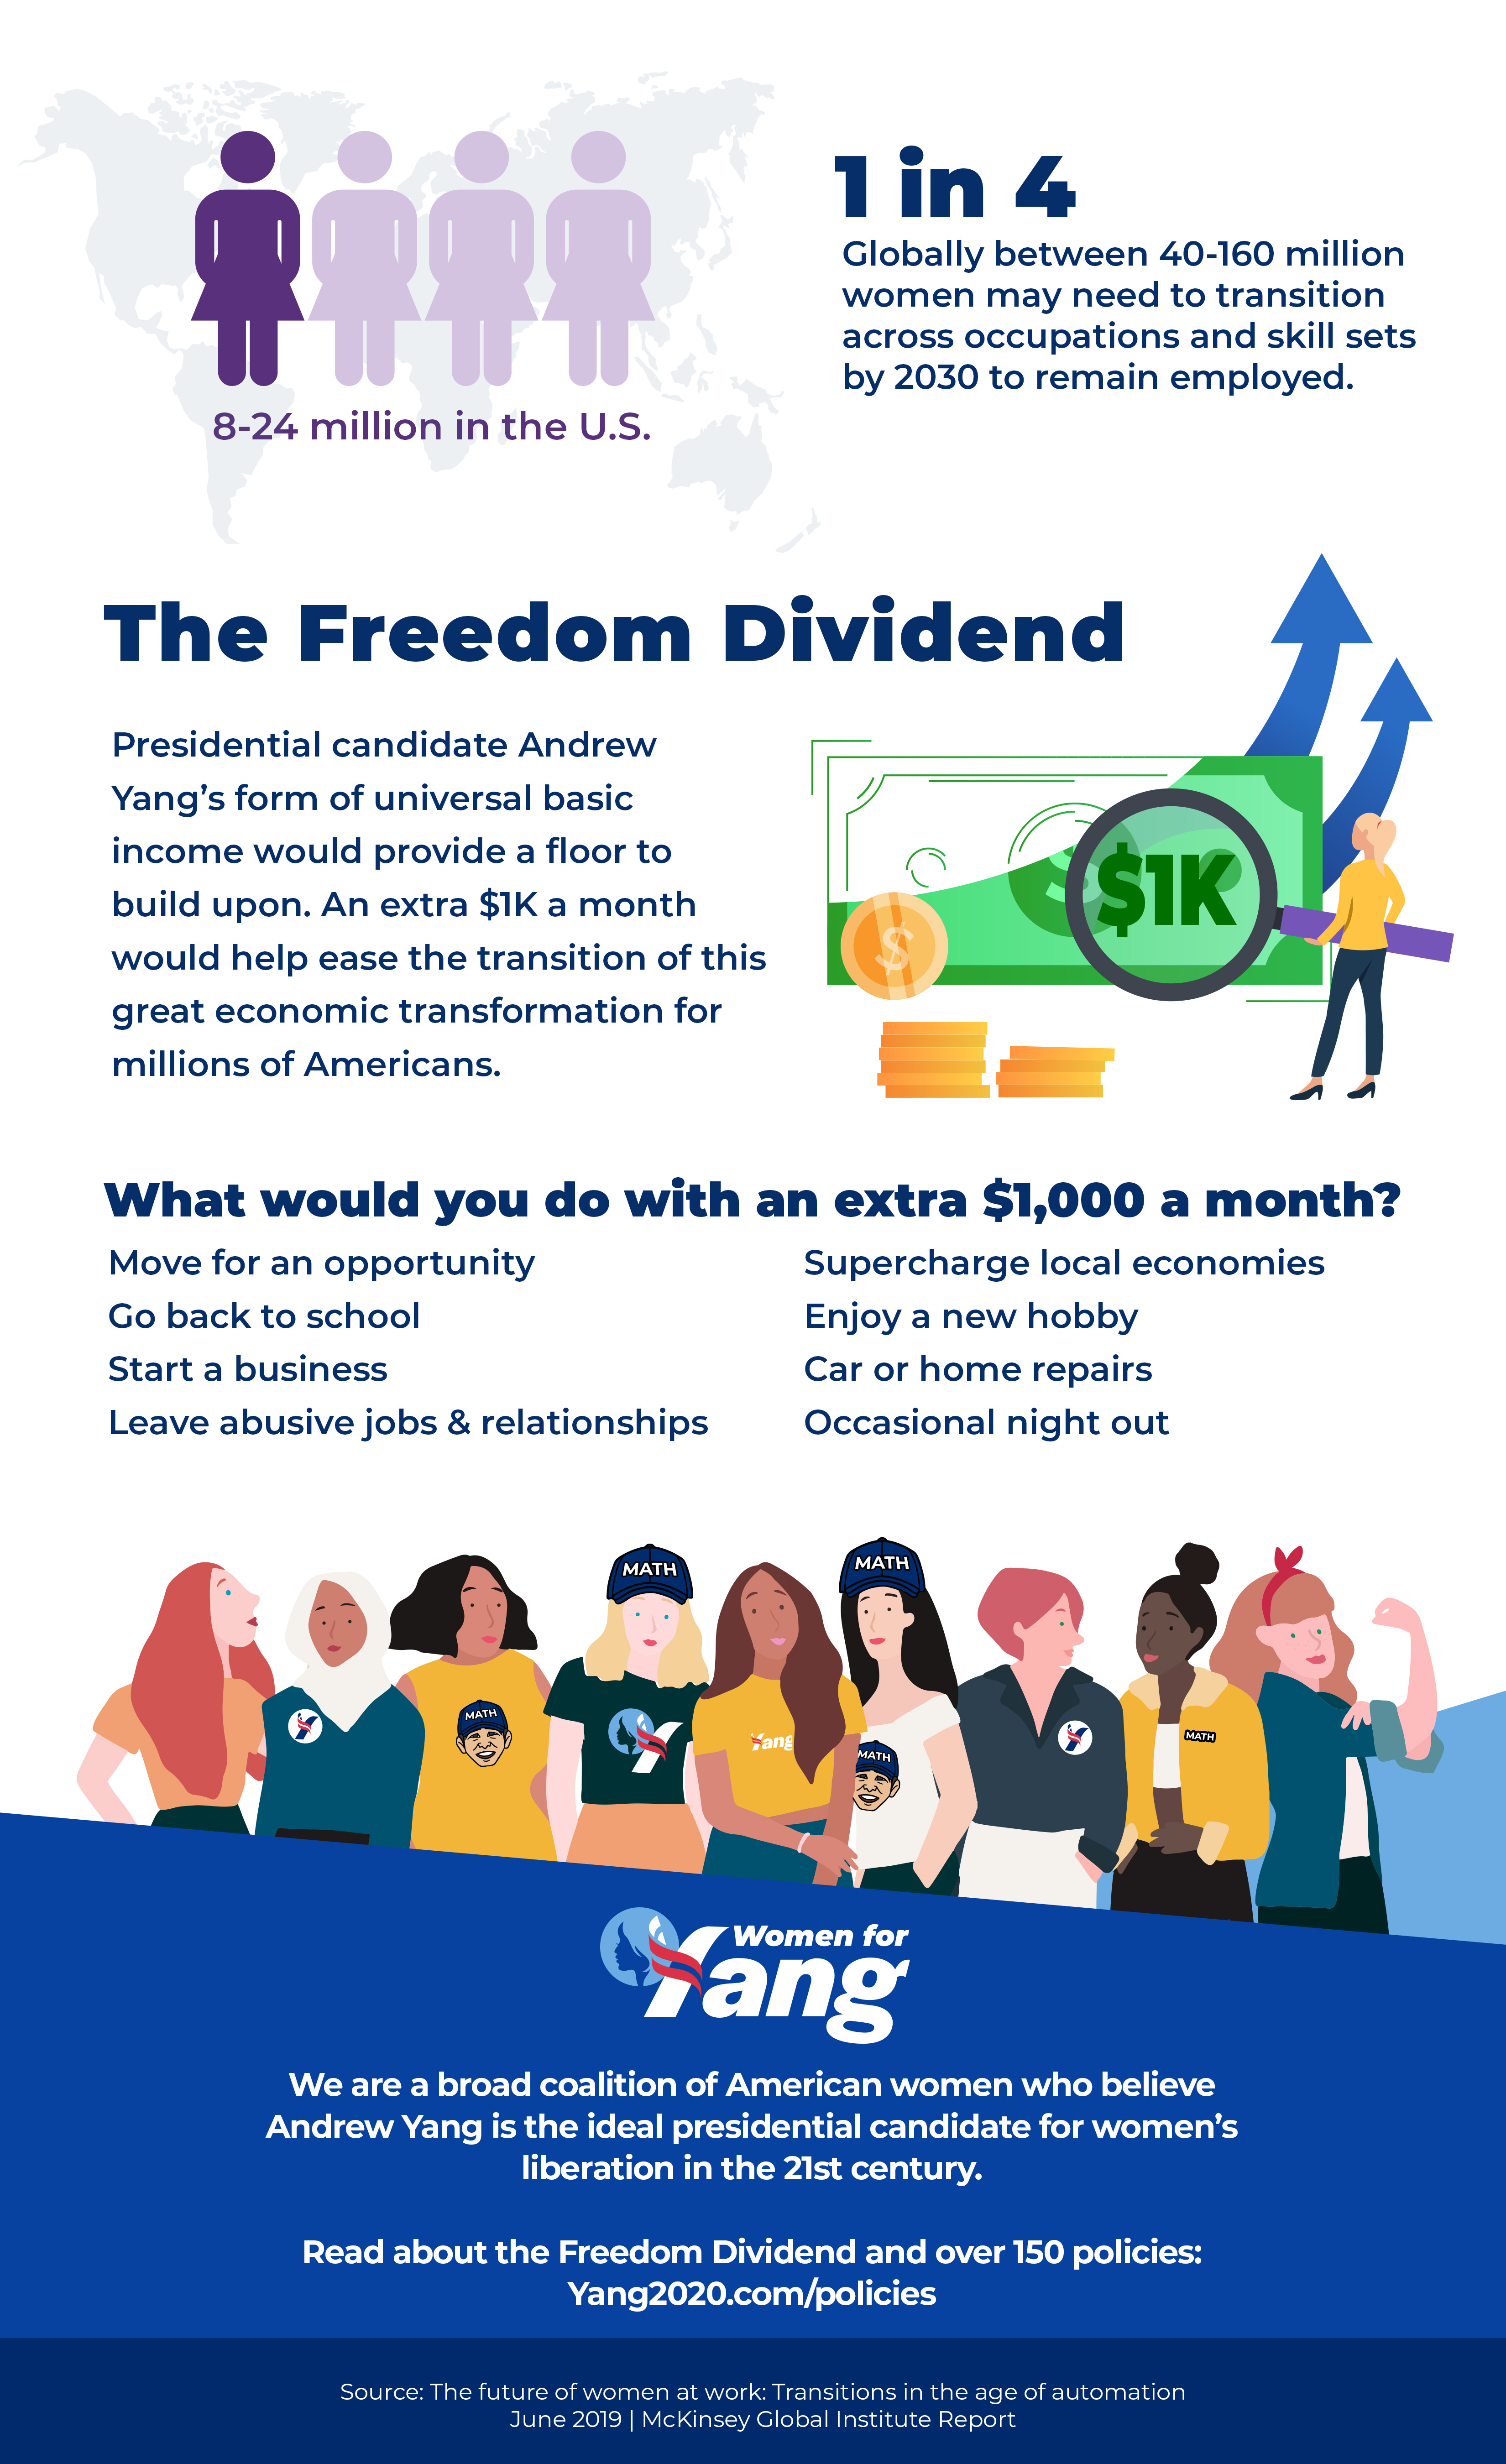 1 in 4
Globally between 40-160 million
women may need to transition
across occupations and skill sets
by 2030 to remain employed.
8-24 million in the U.S.
The Freedom Dividend
Presidential candidate Andrew
Yang’s form of universal basic
income would provide a floor to
build upon. An extra $1K a month
would help ease the transition of this
great economic transformation for
millions of Americans.
$
$1K
$
What would you do with an extra $1,000 a month?
Move for an opportunity
Go back to school
Start a business
Leave abusive jobs & relationships
Supercharge local economies
Enjoy a new hobby
Car or home repairs
Occasional night out
MATH
MATH
MATH
Y
Yang
MATH
MATH
Women for
Yang
We are a broad coalition of American women who believe
Andrew Yang is the ideal presidential candidate for women’s
liberation in the 21st century.
Read about the Freedom Dividend and over 150 policies:
Yang2020.com/policies
Source: The future of women at work: Transitions in the age of automation
June 2019 | McKinsey Global Institute Report